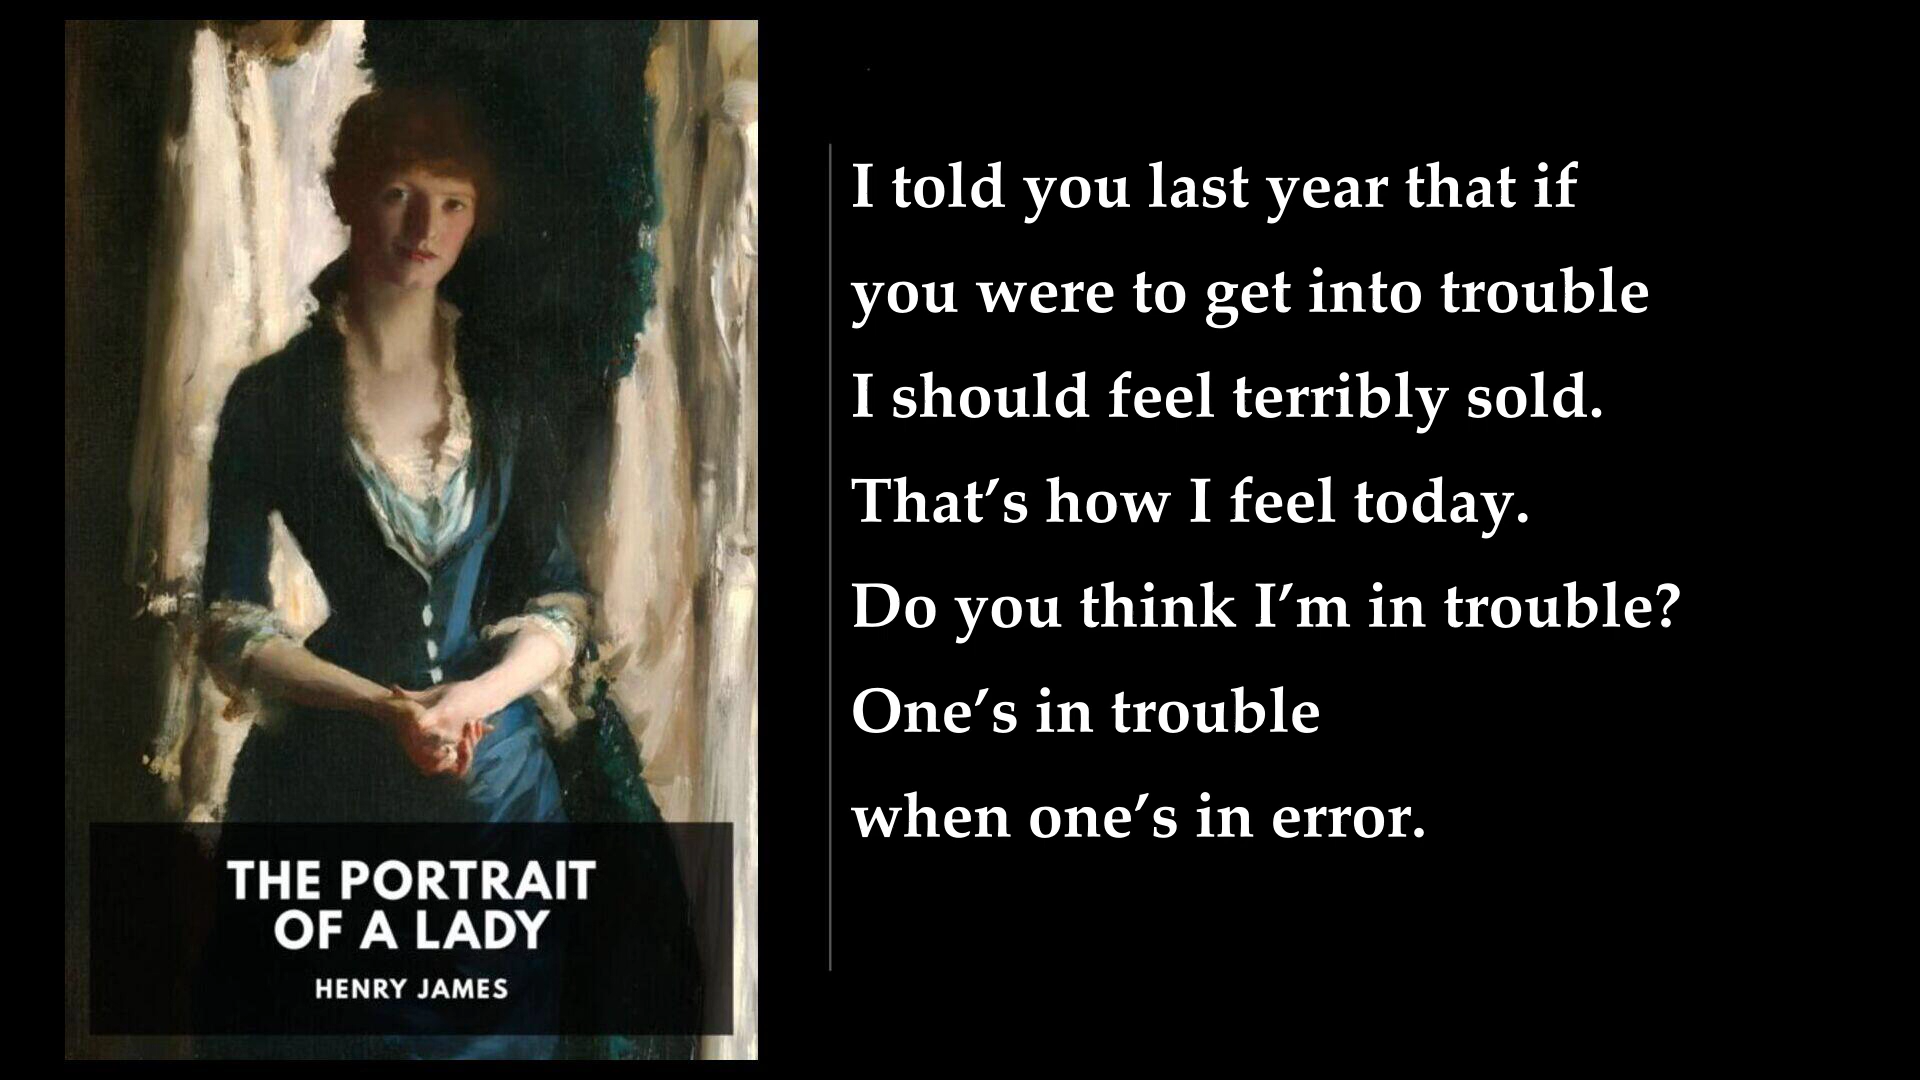 THE PORTRAIT
OF A LADY
HENRY JAMES
I told you last year that if
you were to get into trouble
I should feel terribly sold.
That’s how I feel today.
Do you think I’m in trouble?
One’s in trouble
when one’s in error.